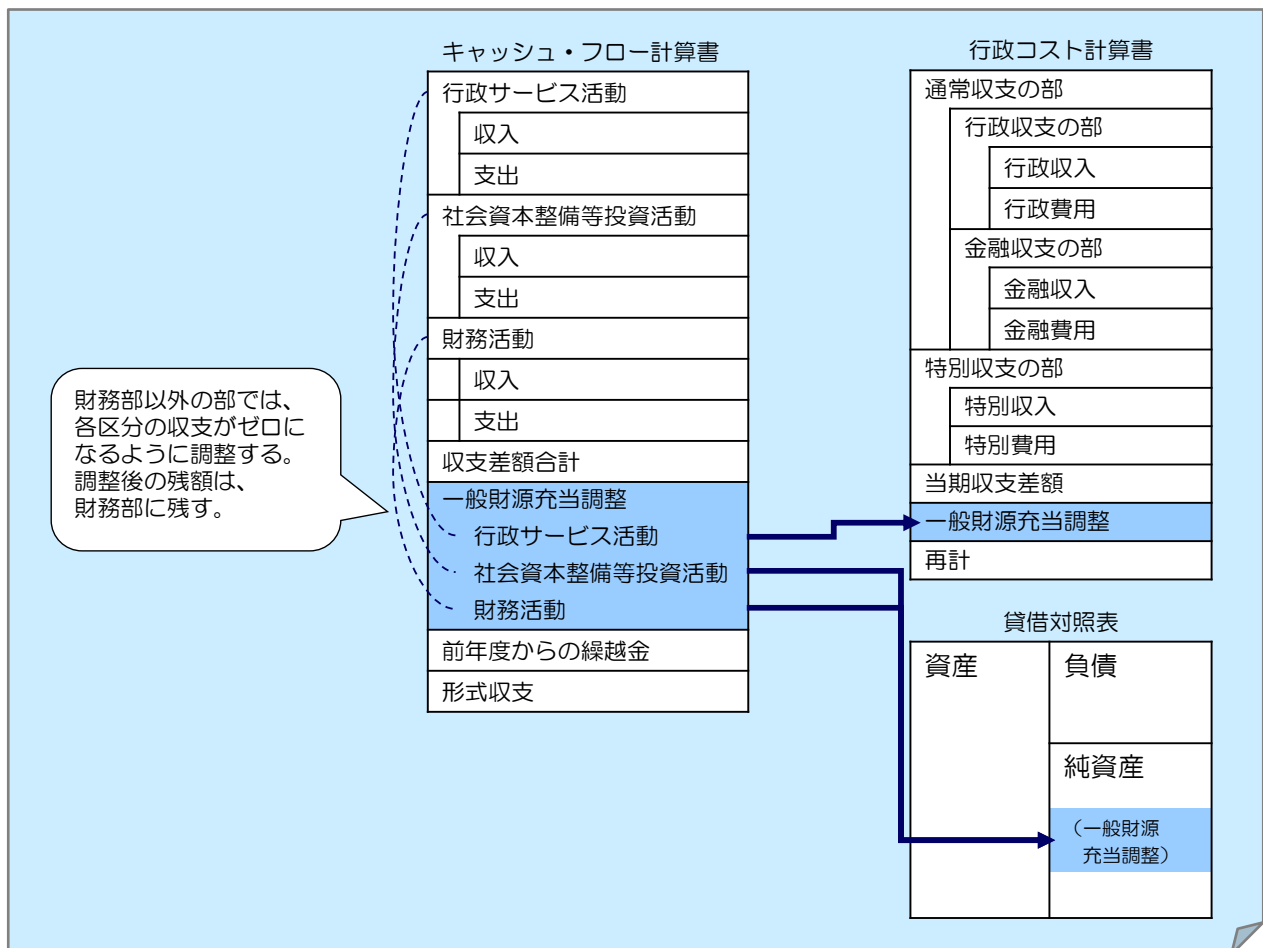 キャッシュ・フロー計算書
行政サービス活動
収入
支出
社会資本整備等投資活動
収入
支出
財務活動
収入
支出
収支差額合計
一般財源充当調整
行政サービス活動
社会資本整備等投資活動
財務活動
前年度からの繰越金
形式収支
財務部以外の部では、
各区分の収支がゼロに
なるように調整する。
調整後の残額は、
財務部に残す。
行政コスト計算書
通常収支の部
行政収支の部
行政収入
行政費用
金融収支の部
金融収入
金融費用
特別収支の部
特別収入
特別費用
当期収支差額
一般財源充当調整
再計
貸借対照表
資産
負債
純資産
（一般財源
充当調整）